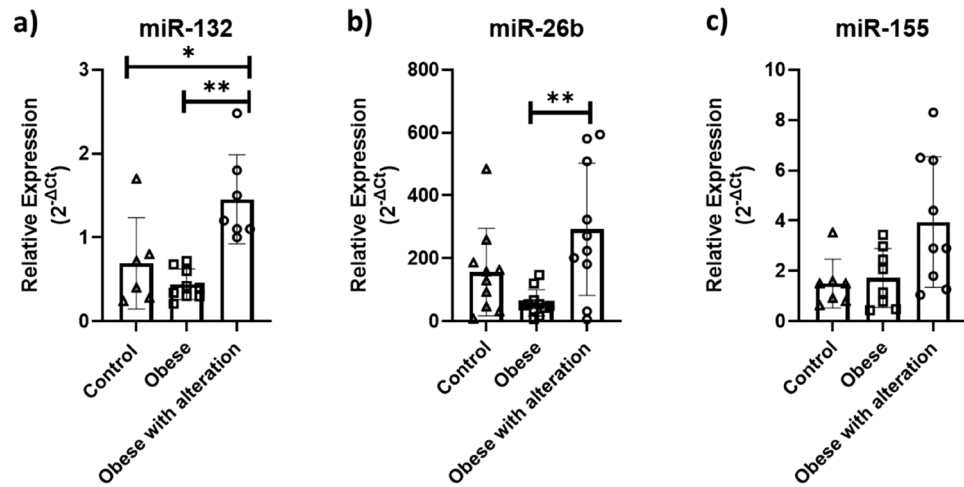 a)
miR-132
*
**
3
2
1
0
Relative Expression
(2^-ΔCt)
Control
Obese
Obese with alteration
b)
miR-26b
**
800
600
400
200
0
Relative Expression
(2^-ΔCt)
Control
Obese
Obese with alteration
c)
miR-155
10
8
6
4
2
0
Relative Expression
(2^-ΔCt)
Control
Obese
Obese with alteration